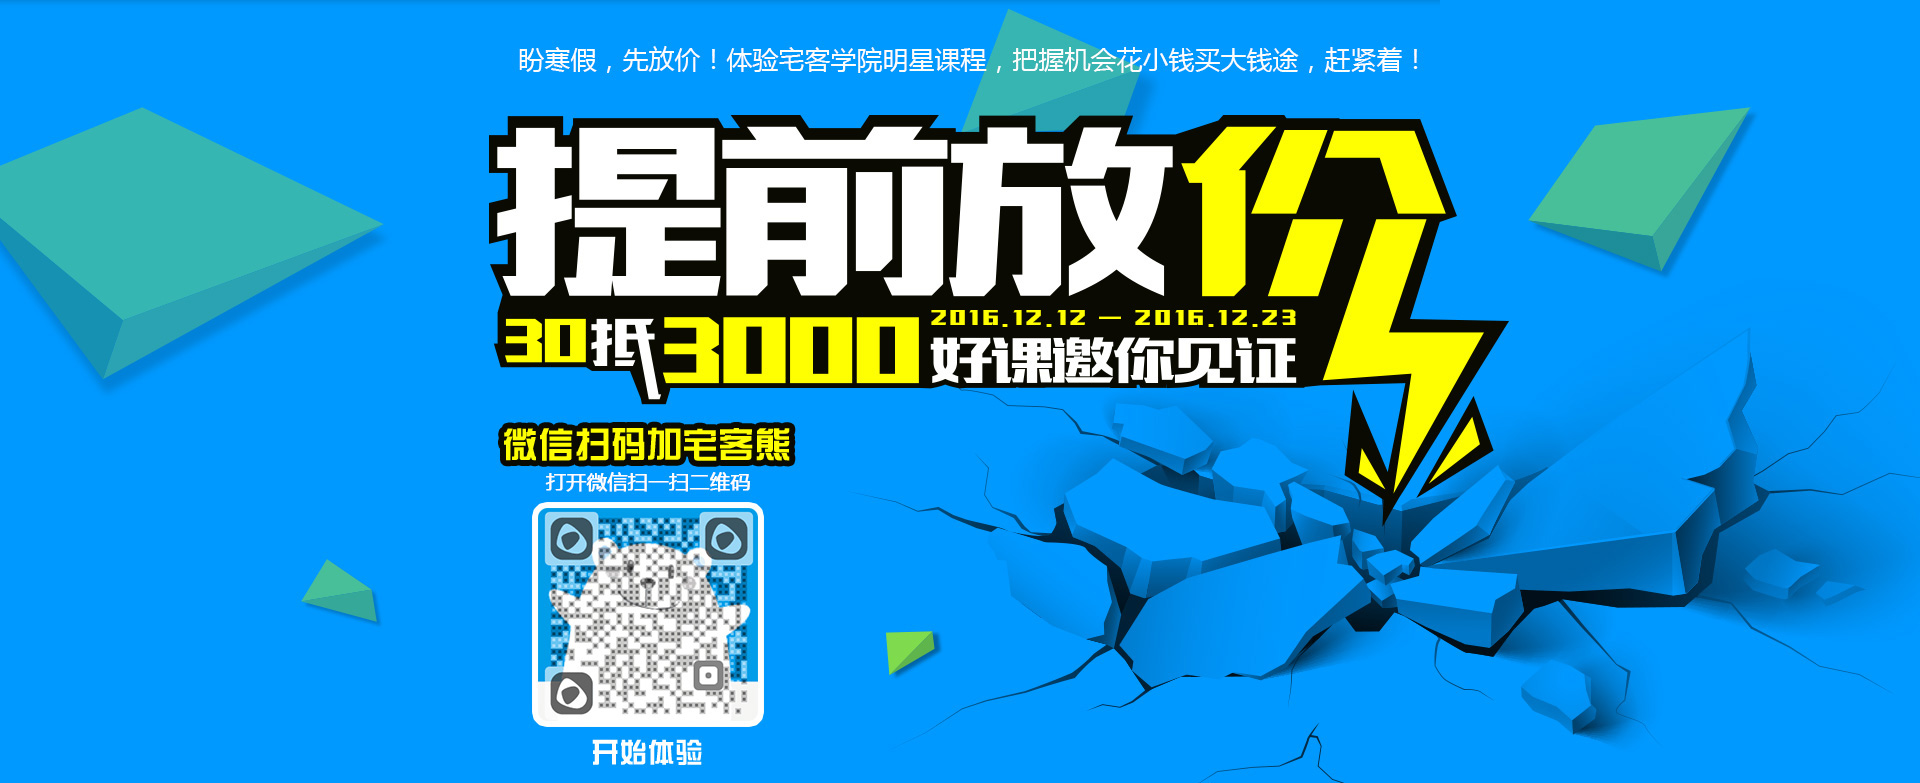 盼寒假，先放价！体验宅客学院明星课程，把握机会花小钱买大钱途，赶紧着！
提前放价
30抵3000
2016.12.12 — 2016.12.23
好课邀你见证
微信扫码加宅客熊
打开微信扫一扫二维码
开始体验